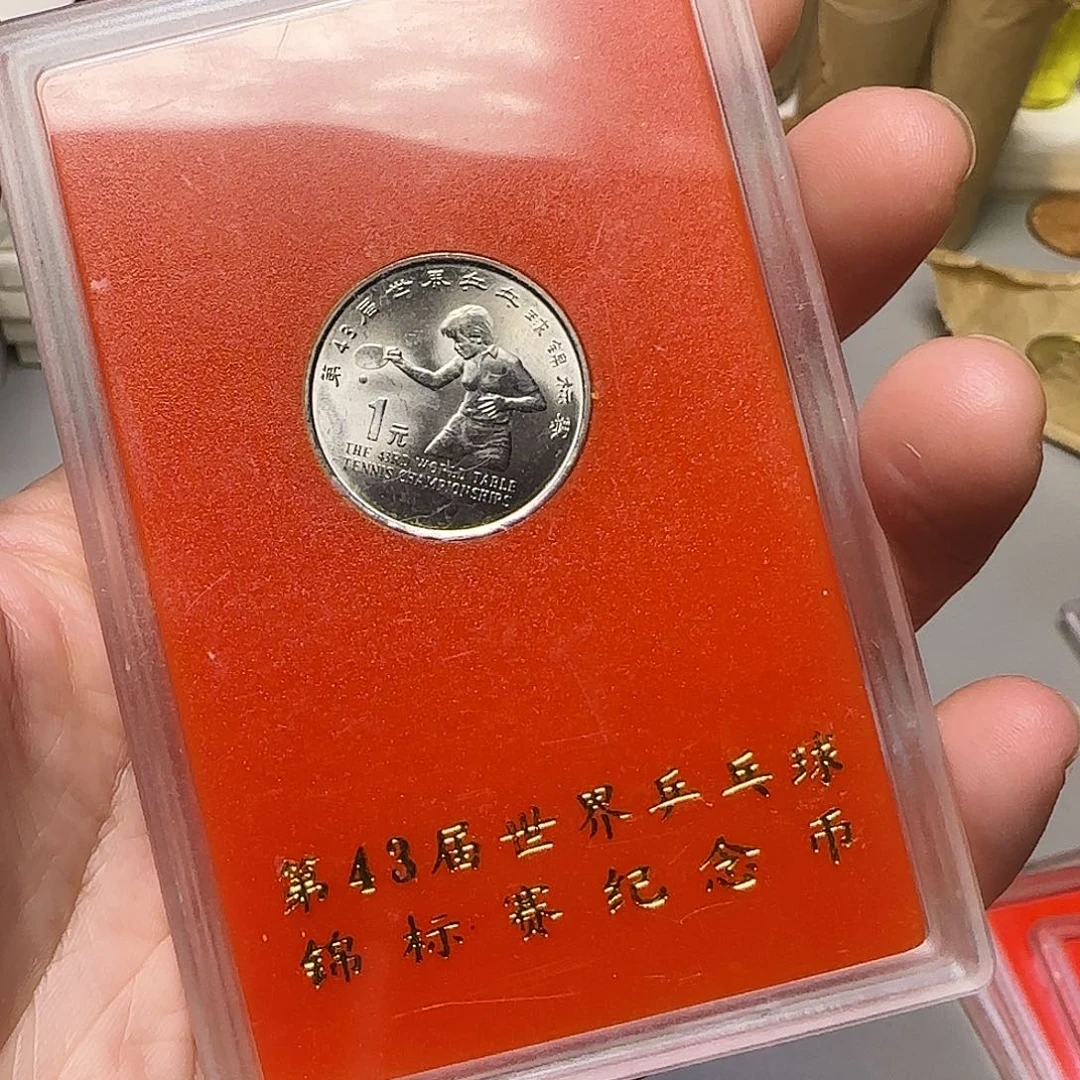 第43届世界乒乓球锦标赛
1元
THE 43RD WORLD TABLE
TENNIS CHAMPIONSHIPS
第43届世界乒乓球
锦标赛纪念币